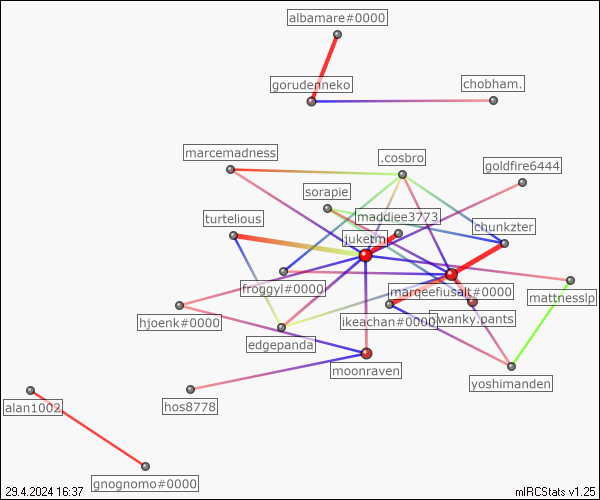 albamare#0000
gorudenneko
chobham.
marcemadness
.cosbro
goldfire6444
sorapie
turtelious
maddiee3773
chunkzter
juketm
froggyl#0000
marqeefiusalt#0000
mattnesslp
hjoenk#0000
ikeachan#0000
wanky.pants
edgepanda
moonraven
yoshimanden
alan1002
hos8778
gnognomo#0000
29.4.2024 16:37
mIRCStats v1.25